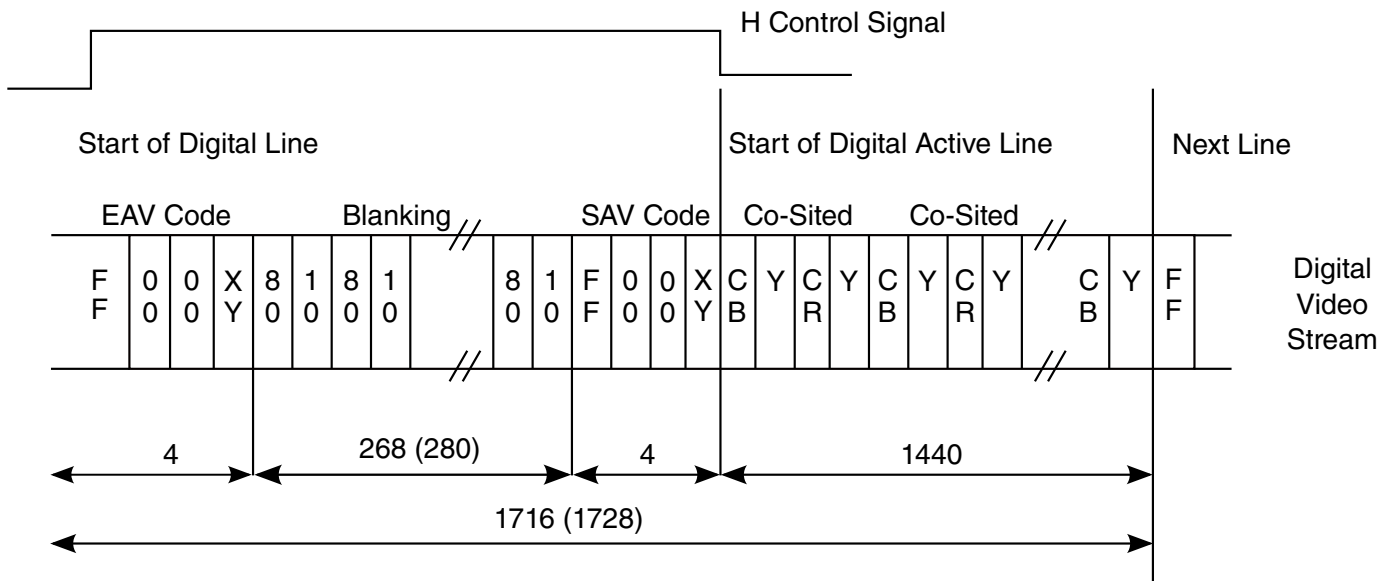 H Control Signal
Start of Digital Line
Start of Digital Active Line
Next Line
EAV Code
Blanking
SAV Code
Co-Sited
Co-Sited
F 0 0 X 8 1 8 1 8 1 F 0 0 X C Y C Y C Y C Y C Y F
F 0 0 Y 0 0 0 0 0 0 F 0 0 Y B R B R B F
Digital
Video
Stream
4
268 (280)
4
1440
1716 (1728)